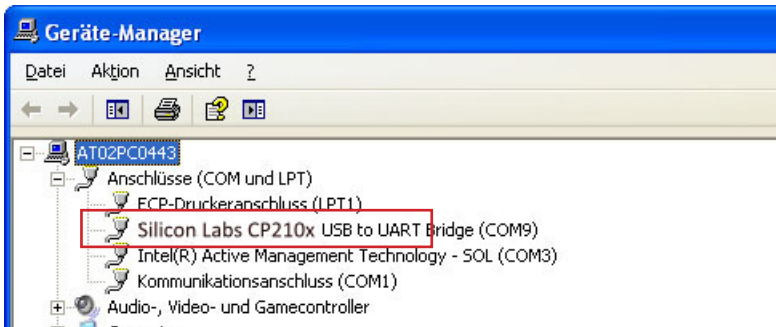 Geräte-Manager
Datei Aktion Ansicht ?
AT02PC0443
Anschlüsse (COM und LPT)
ECP-Druckeranschluss (LPT1)
Silicon Labs CP210x USB to UART Bridge (COM9)
Intel(R) Active Management Technology - SOL (COM3)
Kommunikationsanschluss (COM1)
Audio-, Video- und Gamecontroller